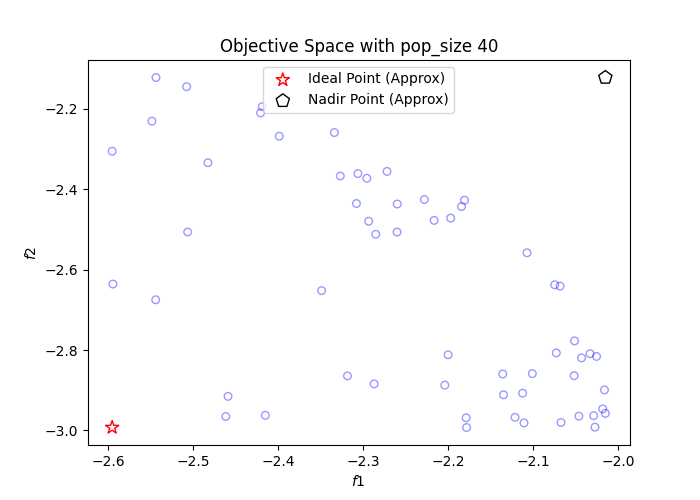 Objective Space with pop_size 40
Ideal Point (Approx)
Nadir Point (Approx)
f2
−2.2
−2.4
−2.6
−2.8
−3.0
−2.6
−2.5
−2.4
−2.3
−2.2
−2.1
−2.0
f1